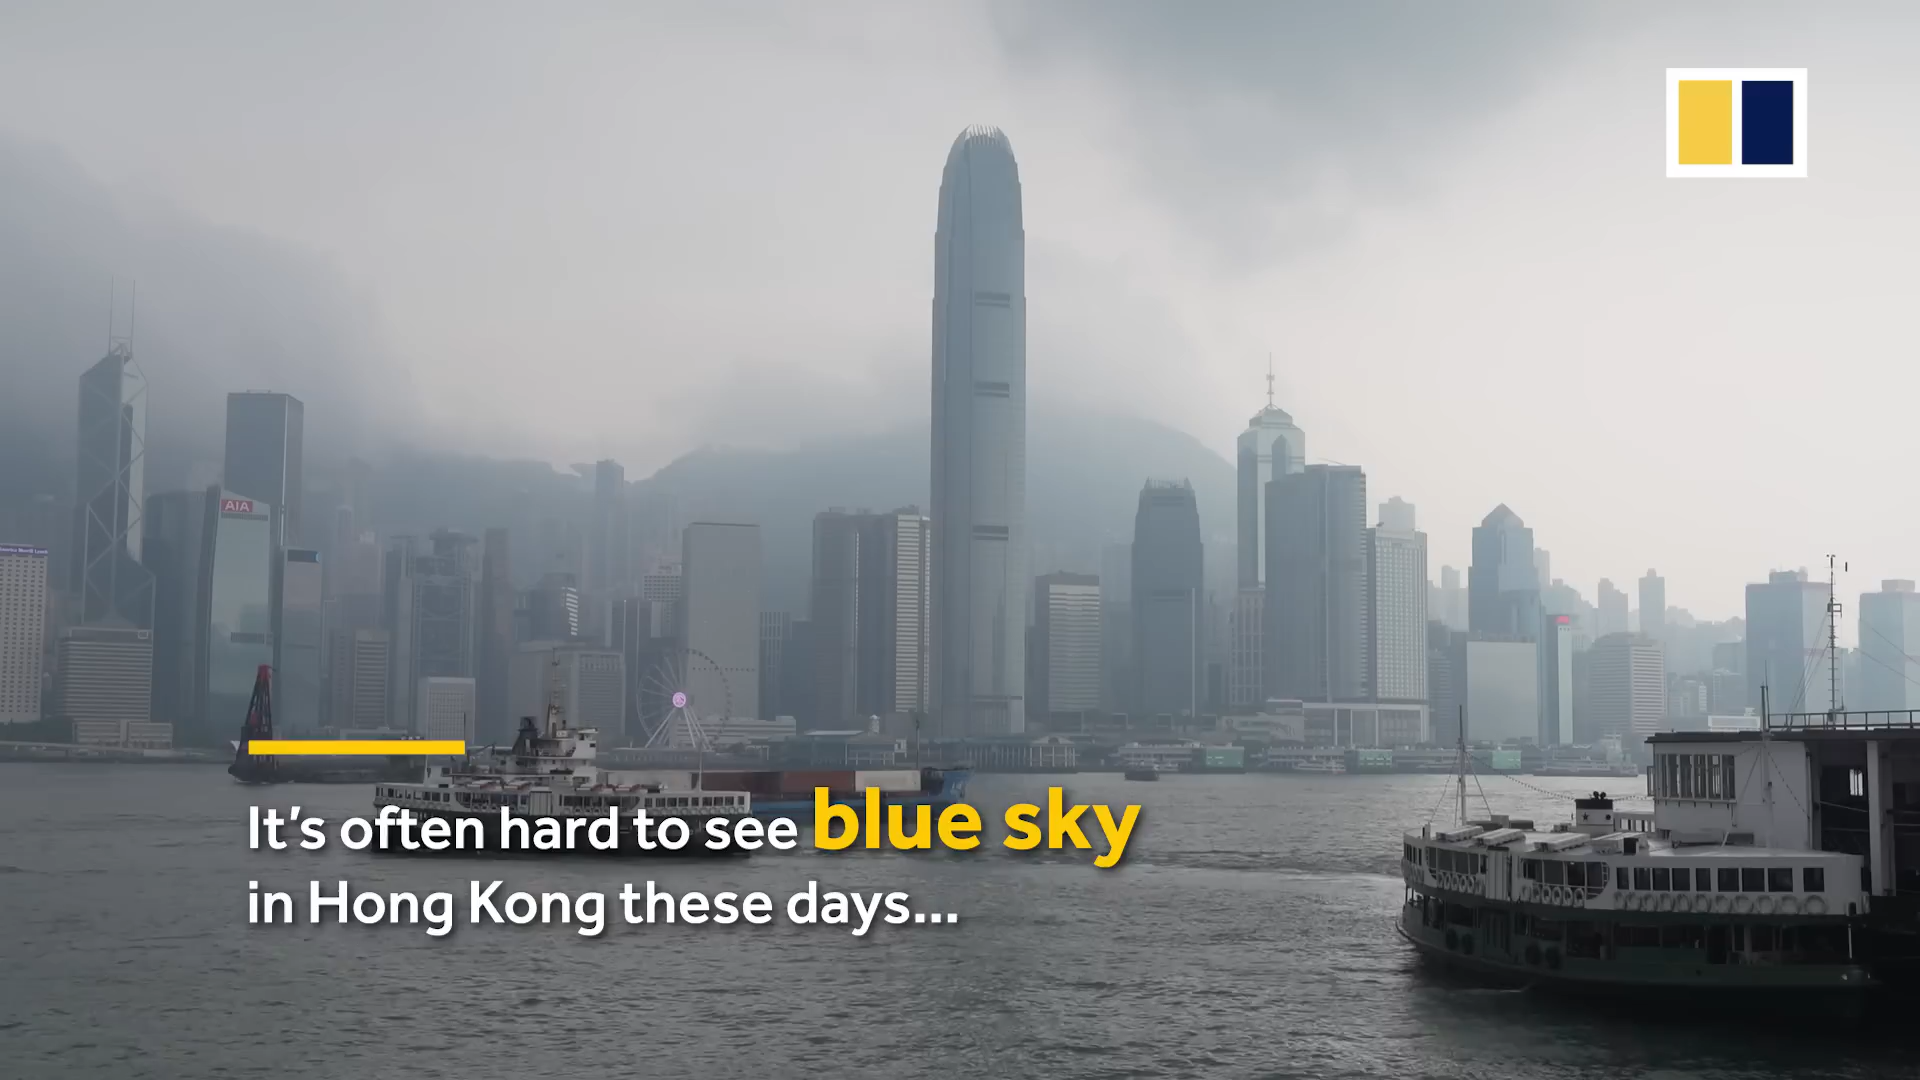 AIA
It's often hard to see blue sky
in Hong Kong these days...